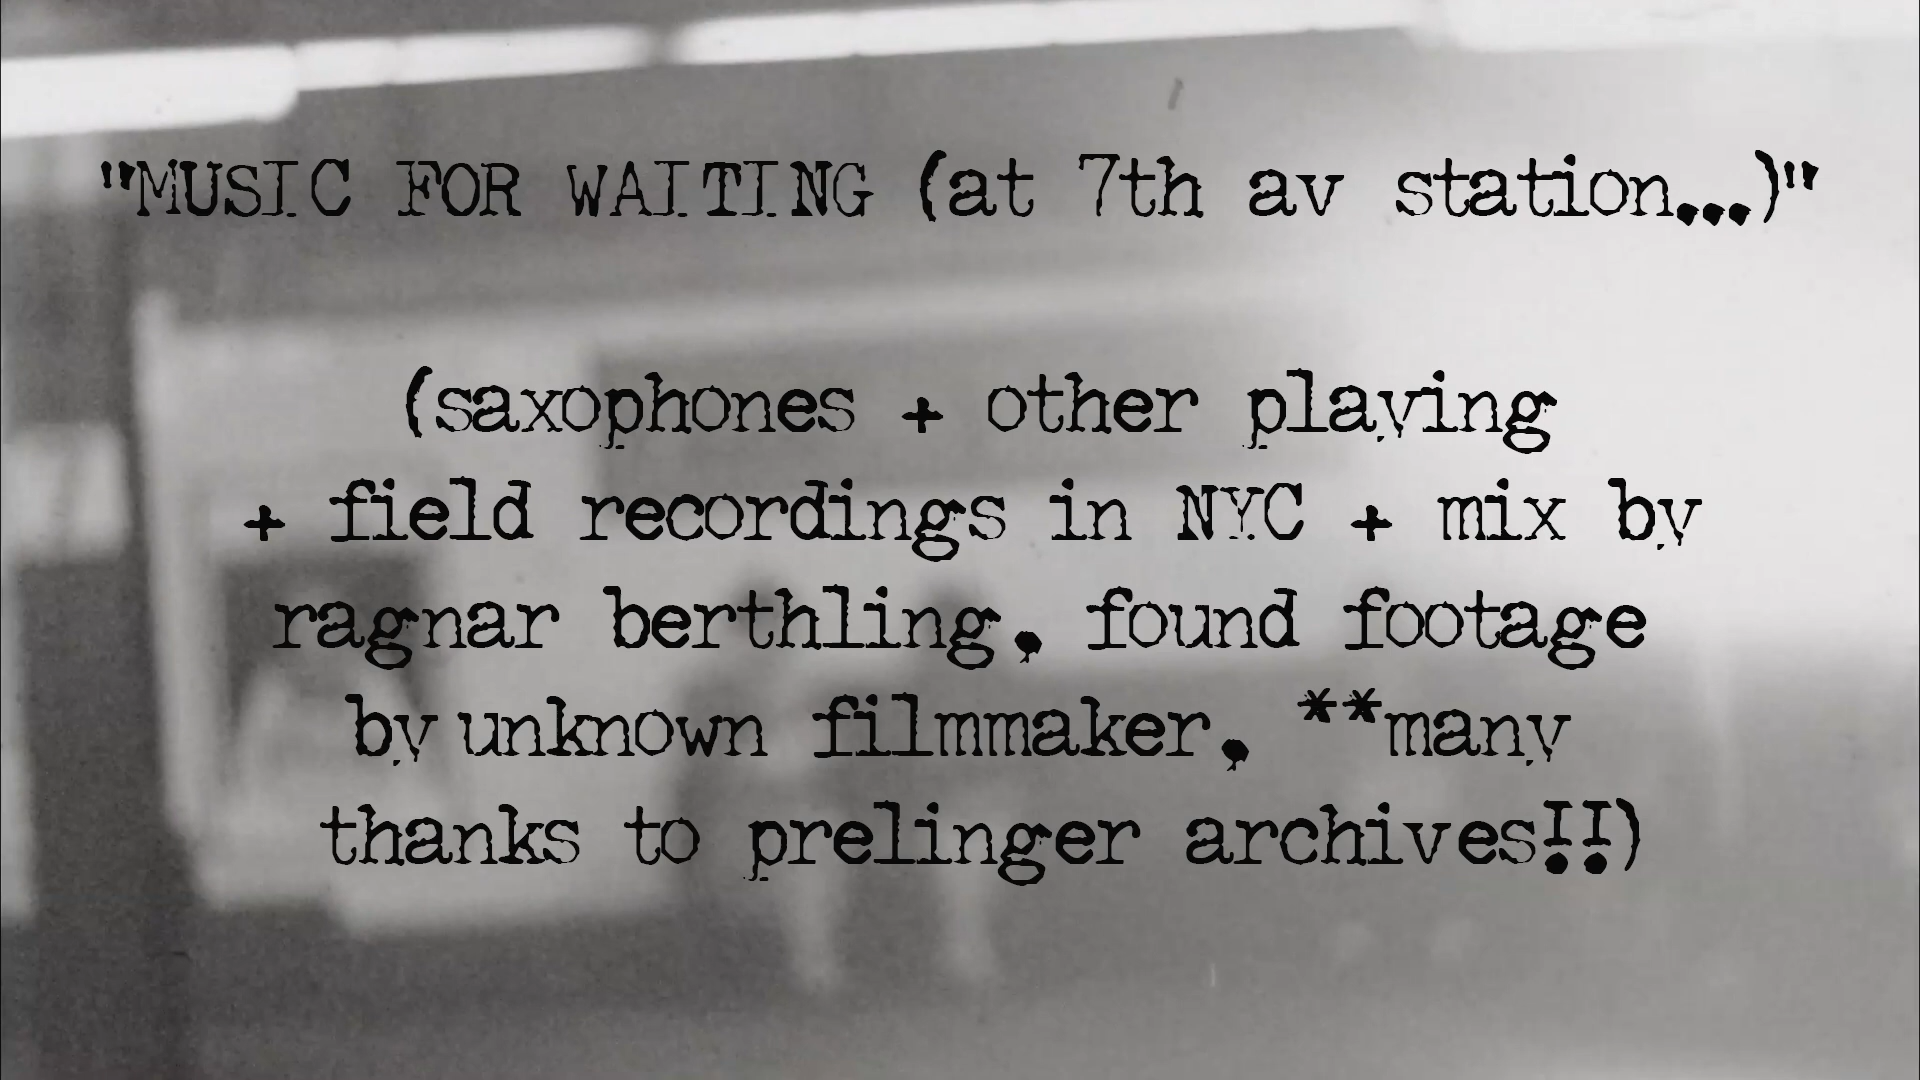 "MUSIC FOR WAITING (at 7th av station...)"
(saxophones + other playing
+ field recordings in NYC + mix by
ragnar berthling, found footage
by unknown filmmaker, **many
thanks to prelinger archives!!)